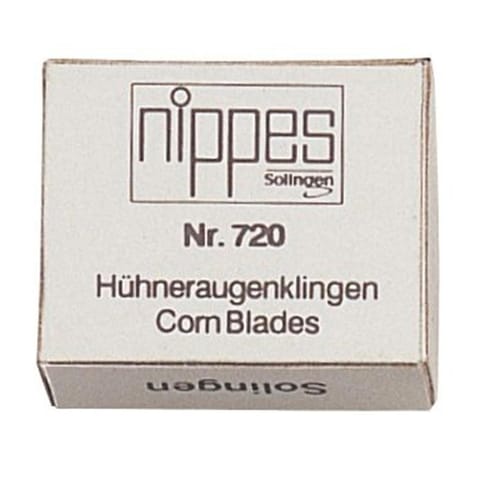 nippes
Solingen
Nr. 720
Hühneraugenklingen
Corn Blades
Solingen